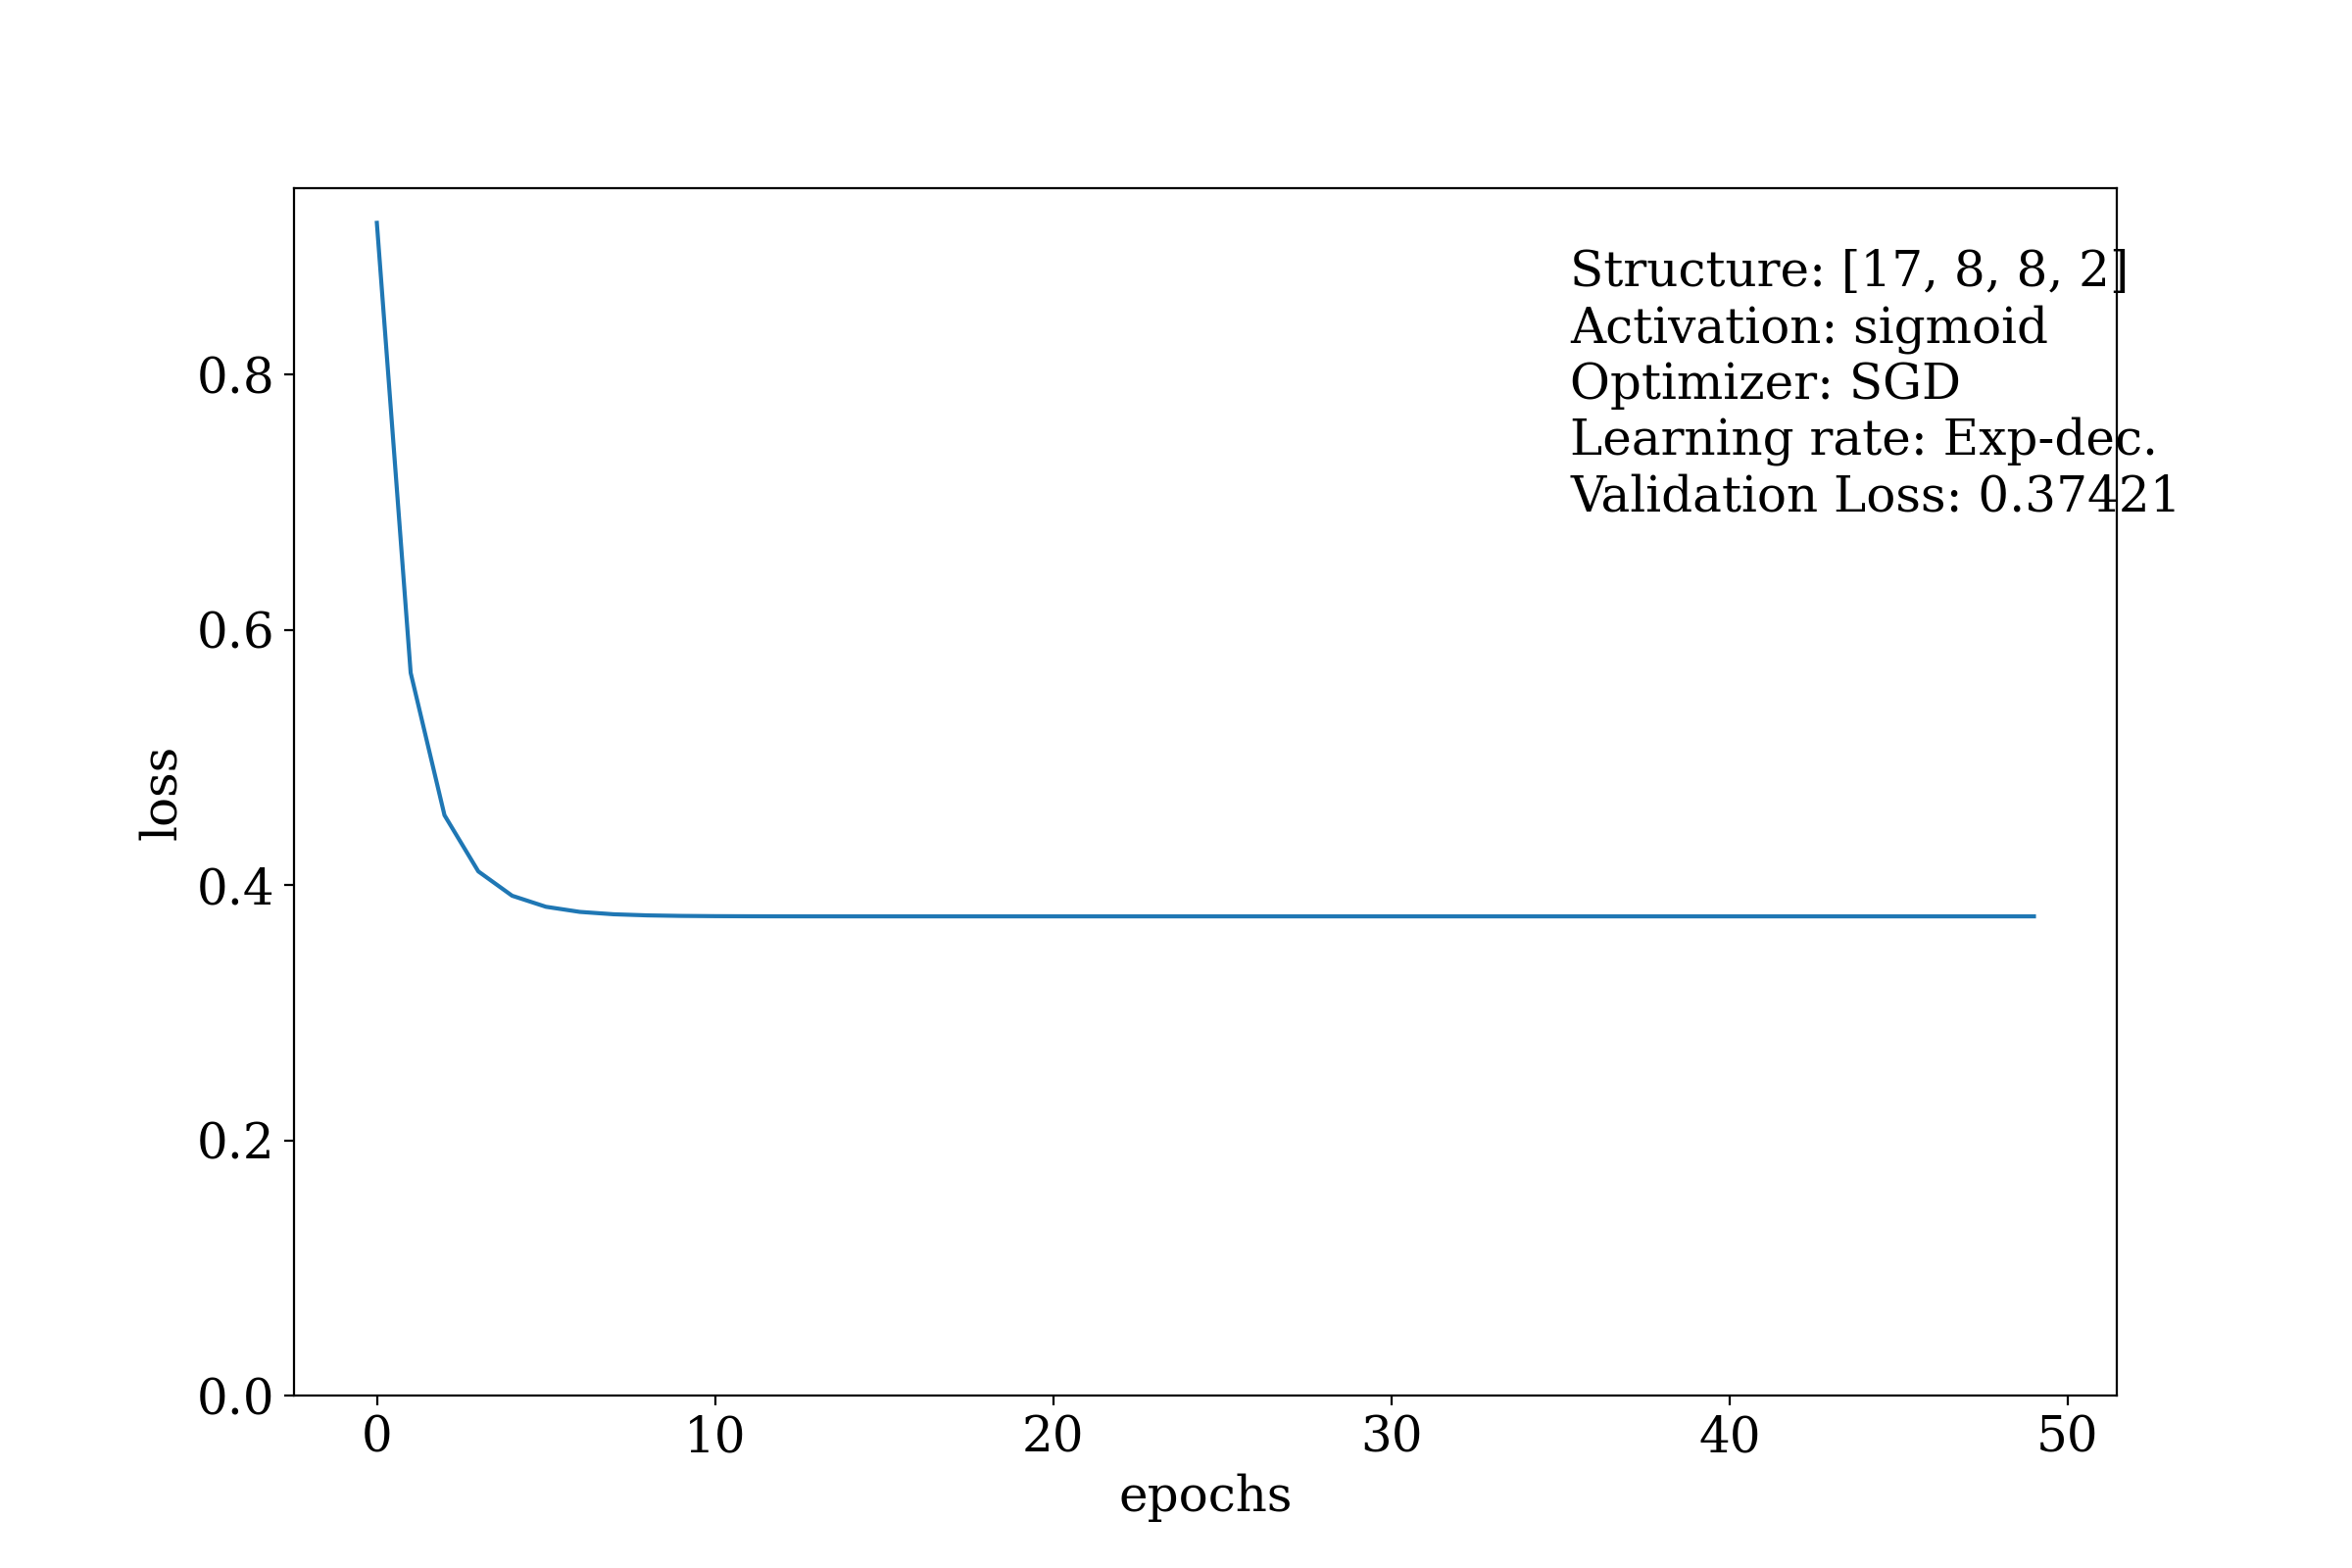 Structure: [17, 8, 8, 2]
Activation: sigmoid
Optimizer: SGD
Learning rate: Exp-dec.
Validation Loss: 0.37421
0.8
0.6
0.4
0.2
0.0
loss
0 10 20 30 40 50
epochs